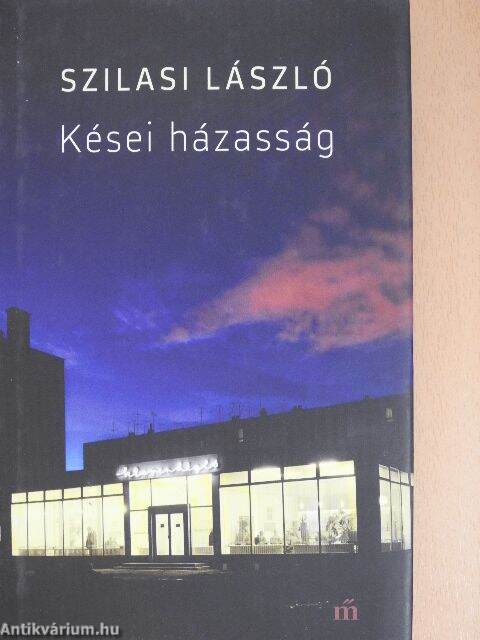 SZILASI LÁSZLÓ
Kései házasság
m̋
Antikvárium.hu